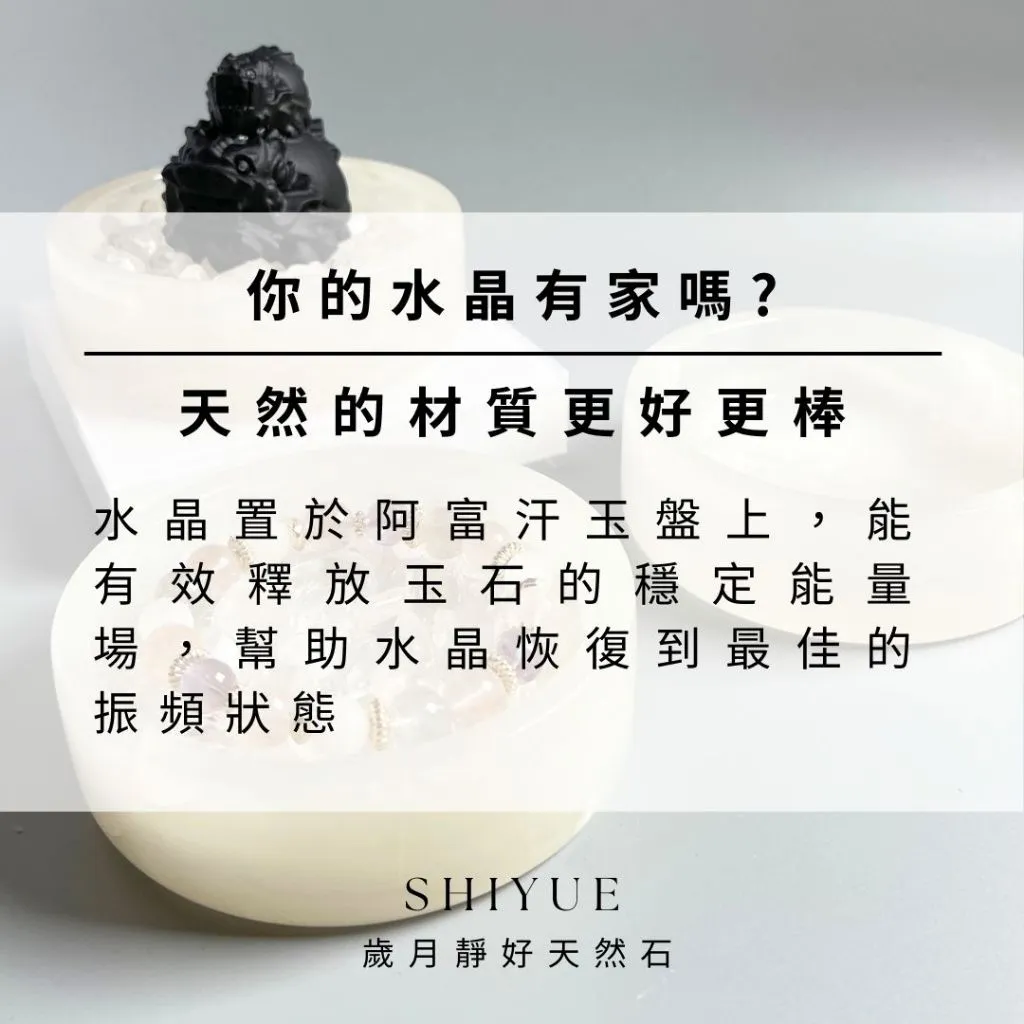 你的水晶有家嗎?
天然的材質更好更棒
水晶置於阿富汗玉盤上，能
有效釋放玉石的穩定能量
場，幫助水晶恢復到最佳的
振頻狀態
SHIYUE
歲月靜好天然石